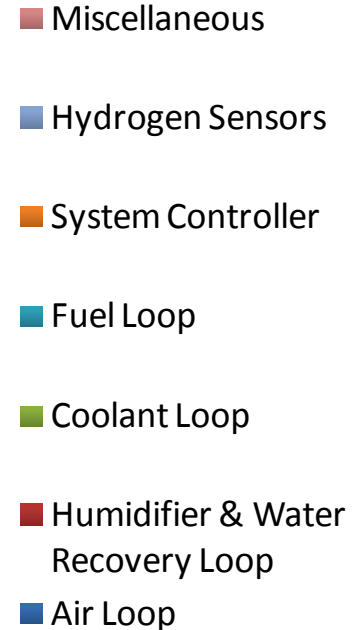 Miscellaneous
Hydrogen Sensors
System Controller
Fuel Loop
Coolant Loop
Humidifier & Water
Recovery Loop
Air Loop